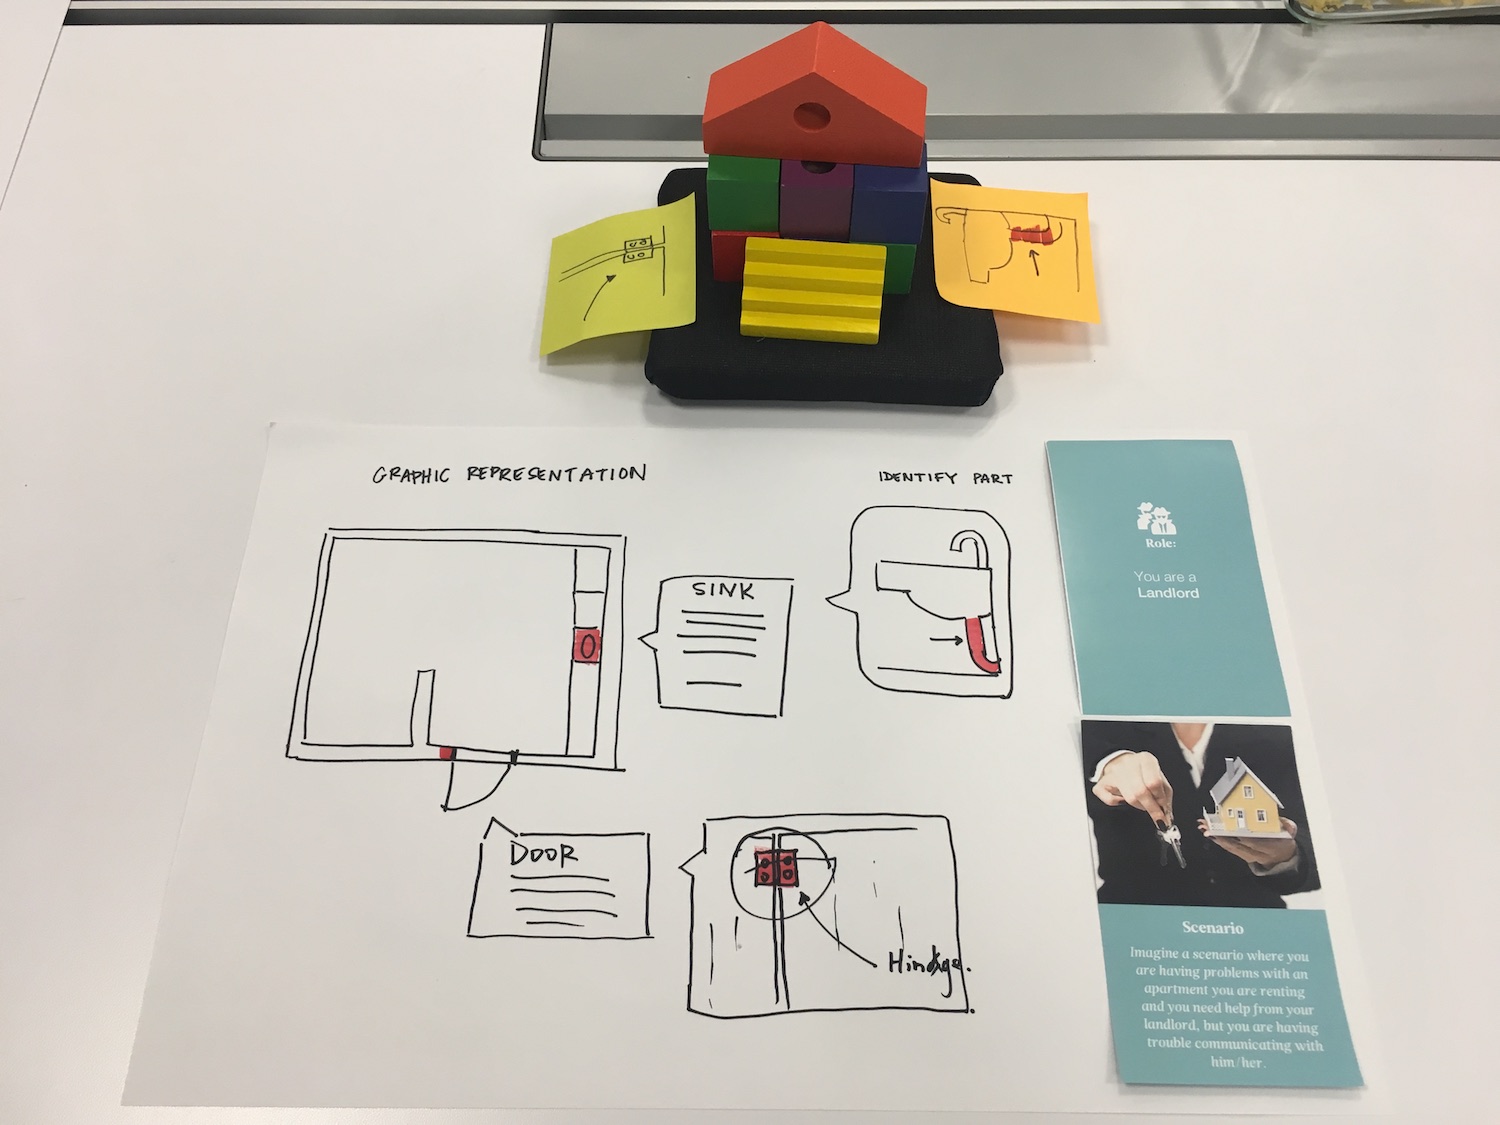 GRAPHIC REPRESENTATION
IDENTIFY PART
SINK
DOOR
Role:
You are a
Landlord
Scenario
Imagine a scenario where you
are having problems with an
apartment you are renting
and you need help from your
landlord, but you are having
trouble communicating with
him/her.